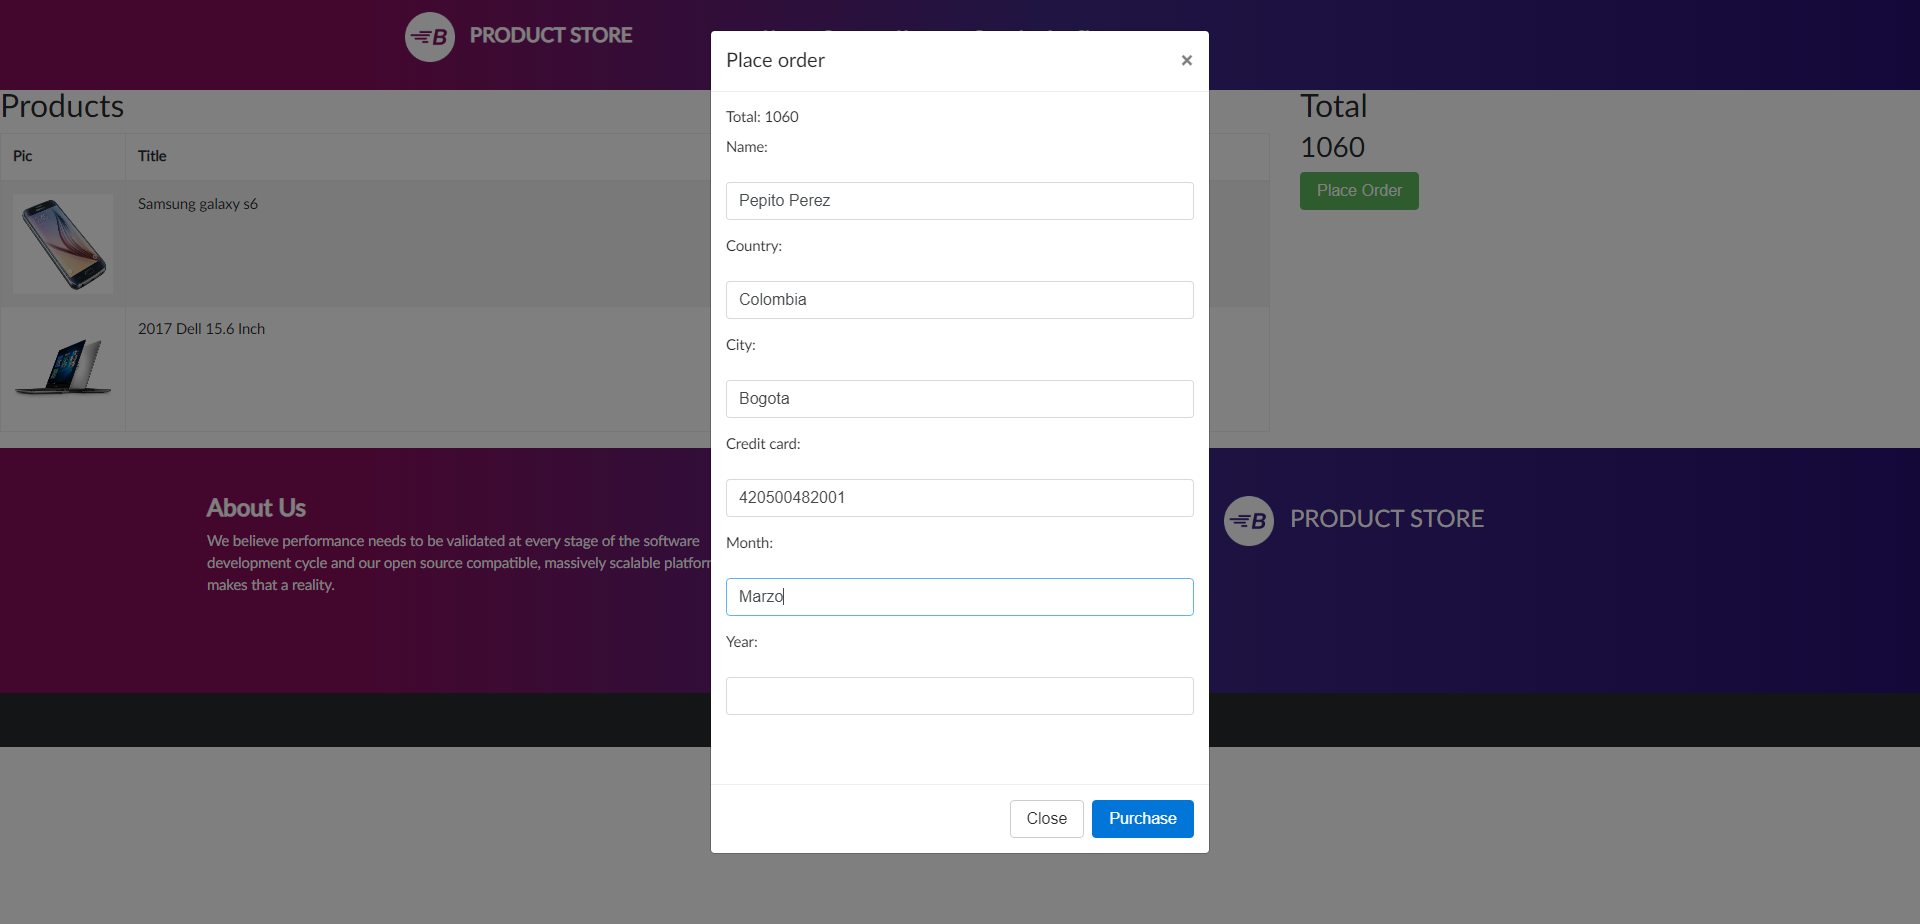 PRODUCT STORE
Products
Pic Title
Samsung galaxy s6
2017 Dell 15.6 Inch
Total
1060
Place Order
Place order
×
Total: 1060
Name:
Pepito Perez
Country:
Colombia
City:
Bogota
Credit card:
420500482001
Month:
Marzo
Year:
Close Purchase
About Us
We believe performance needs to be validated at every stage of the software
development cycle and our open source compatible, massively scalable platfor
makes that a reality.
PRODUCT STORE